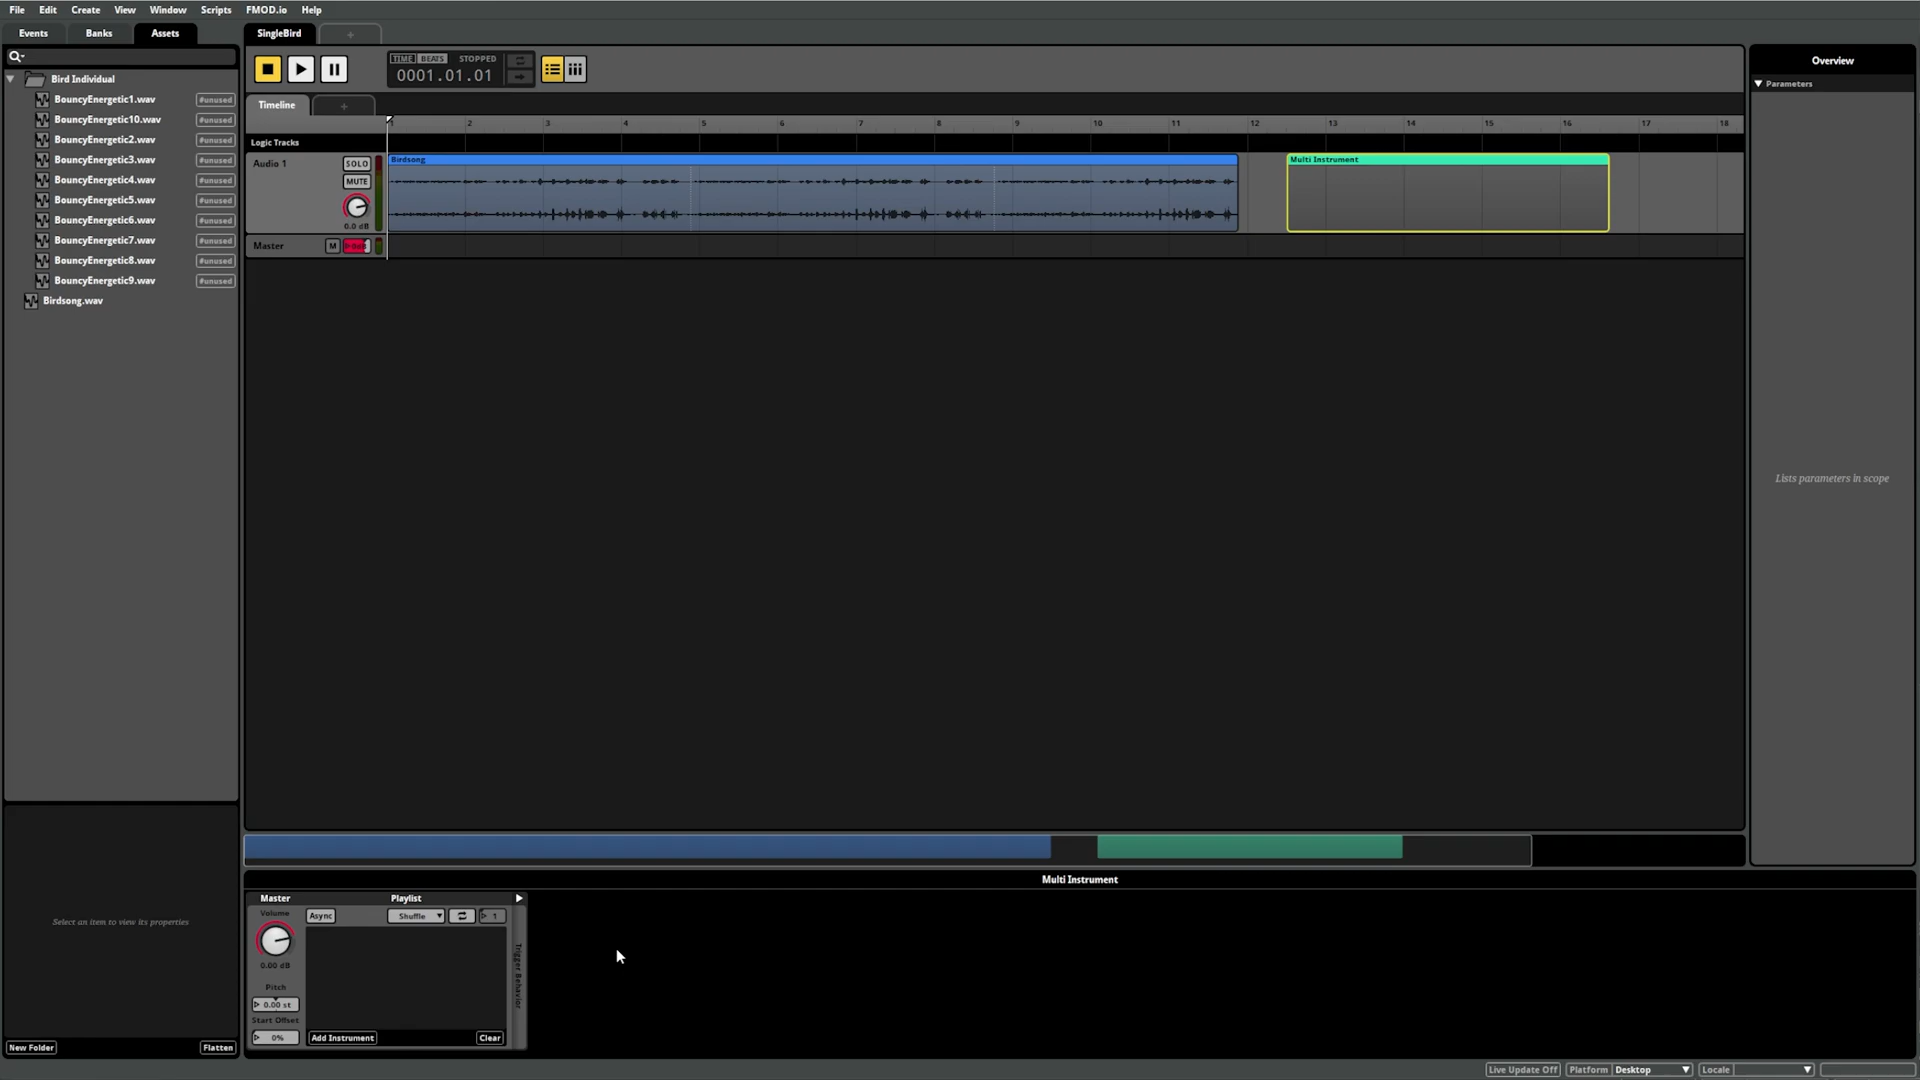 File Edit Create View Window Scripts FMOD.io Help
Events Banks Assets
SingleBird +
Overview
Parameters
Lists parameters in scope
TIME BEATS STOPPED
0001.01.01
Timeline +
1 2 3 4 5 6 7 8 9 10 11 12 13 14 15 16 17 18
Logic Tracks
Audio 1 SOLO
MUTE
0.0 dB
Birdsong
Multi Instrument
Master M
Bird Individual
BouncyEnergetic1.wav #unused
BouncyEnergetic10.wav #unused
BouncyEnergetic2.wav #unused
BouncyEnergetic3.wav #unused
BouncyEnergetic4.wav #unused
BouncyEnergetic5.wav #unused
BouncyEnergetic6.wav #unused
BouncyEnergetic7.wav #unused
BouncyEnergetic8.wav #unused
BouncyEnergetic9.wav #unused
Birdsong.wav
Select an item to view its properties
New Folder Flatten
Multi Instrument
Master Playlist
Volume Async Shuffle 1
0.00 dB
Pitch
0.00 st
Start Offset
0%
Add Instrument Clear
Trigger Behavior
Live Update Off Platform Desktop Locale